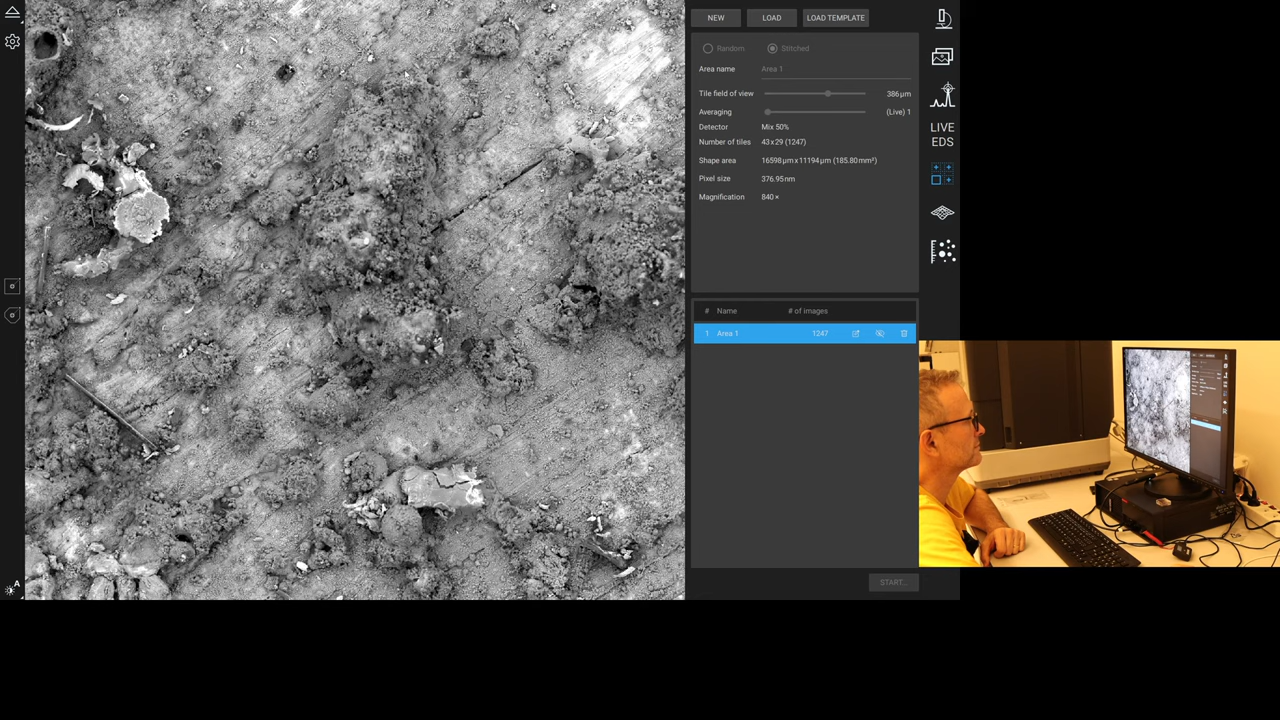 NEW LOAD LOAD TEMPLATE
Random Stitched
Area name Area 1
Tile field of view 386 µm
Averaging (Live) 1
Detector Mix 50%
Number of tiles 43 x 29 (1247)
Shape area 16598 µm x 11194 µm (185.80 mm²)
Pixel size 376.95 nm
Magnification 840 ×
# Name # of images
1 Area 1 1247
START...
LIVE
EDS
A